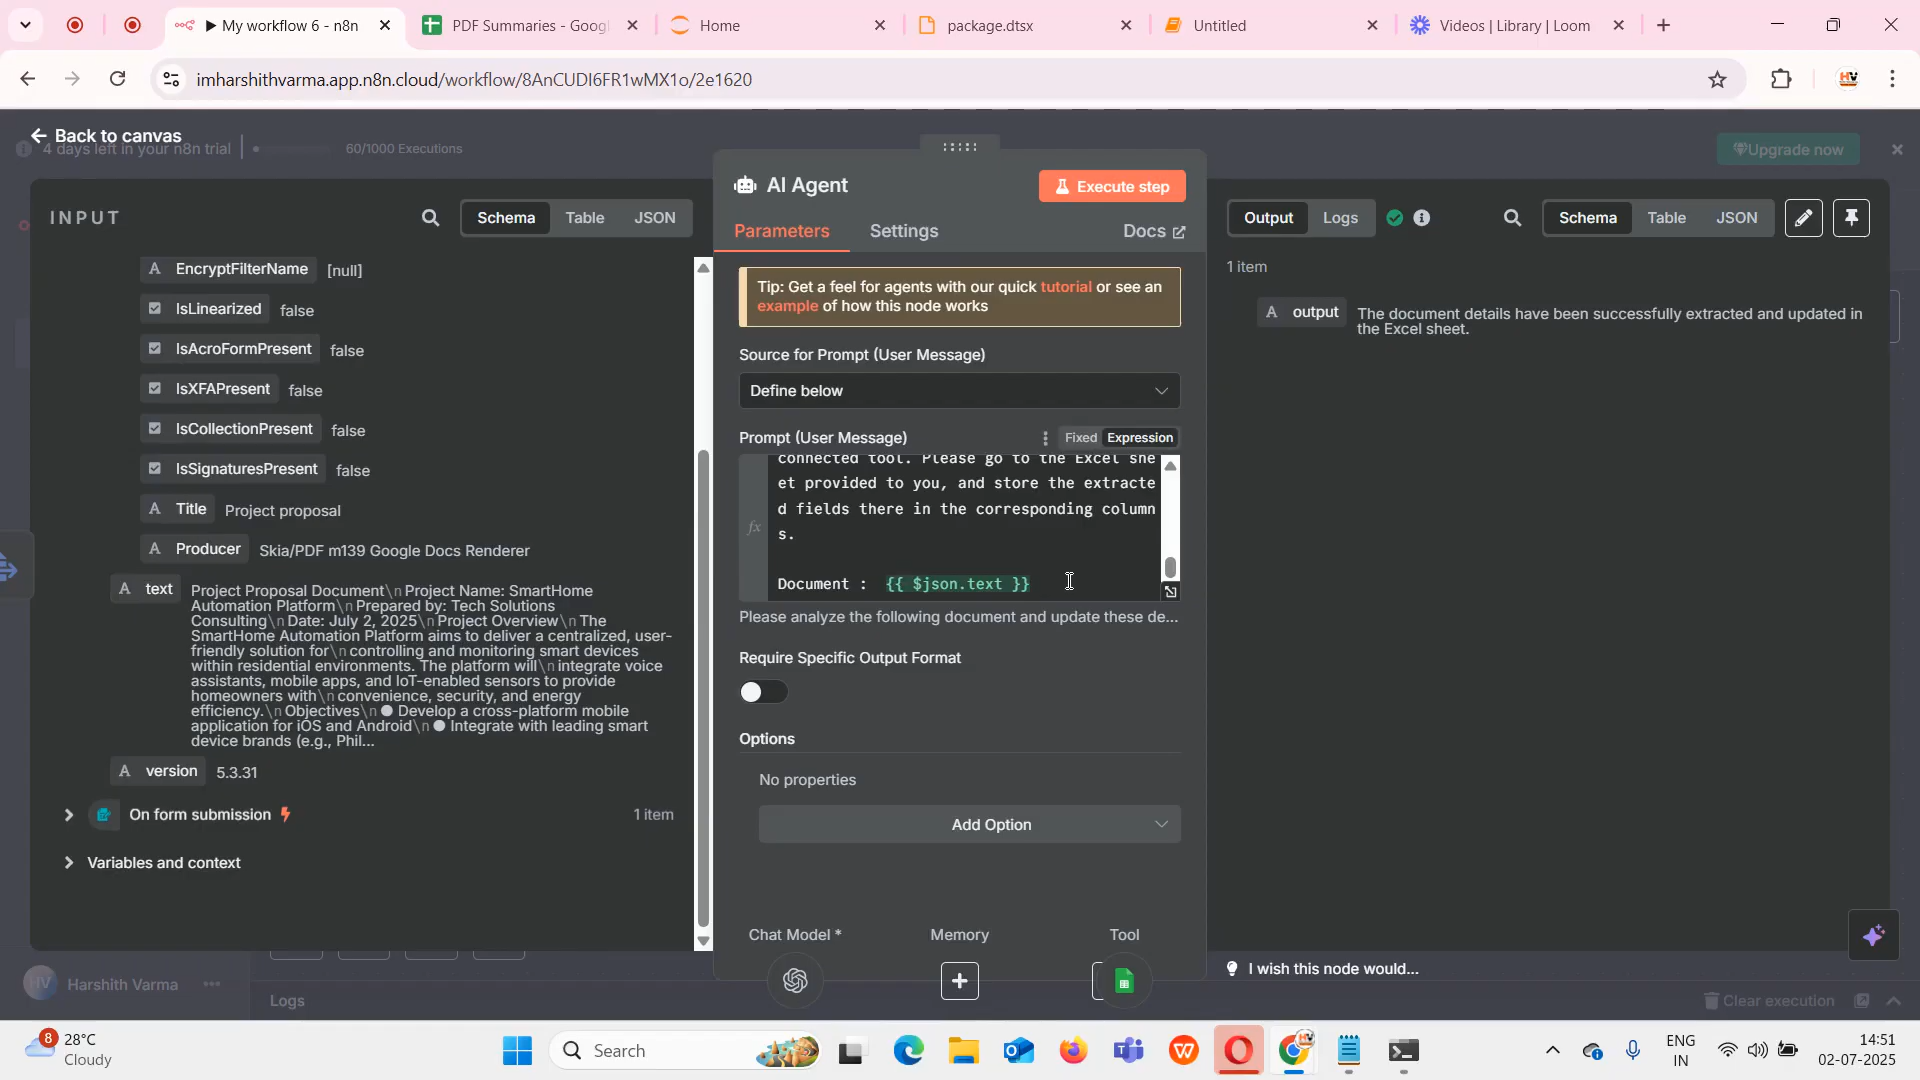 My workflow 6 - n8n
PDF Summaries - Googl
Home
package.dtsx
Untitled
Videos | Library | Loom
imharshithvarma.app.n8n.cloud/workflow/8AnCUDI6FR1wMX1o/2e1620
Back to canvas
4 days left in your n8n trial
60/1000 Executions
Upgrade now
INPUT
Schema
Table
JSON
EncryptFilterName [null]
IsLinearized false
IsAcroFormPresent false
IsXFAPresent false
IsCollectionPresent false
IsSignaturesPresent false
Title Project proposal
Producer Skia/PDF m139 Google Docs Renderer
text Project Proposal Document\n Project Name: SmartHome
Automation Platform\n Prepared by: Tech Solutions
Consulting\n Date: July 2, 2025\n Project Overview\n The
SmartHome Automation Platform aims to deliver a centralized, user-
friendly solution for\n controlling and monitoring smart devices
within residential environments. The platform will\n integrate voice
assistants, mobile apps, and IoT-enabled sensors to provide
homeowners with\n convenience, security, and energy
efficiency.\n Objectives\n ● Develop a cross-platform mobile
application for iOS and Android\n ● Integrate with leading smart
device brands (e.g., Phil...
version 5.3.31
On form submission
1 item
Variables and context
AI Agent
Execute step
Parameters
Settings
Docs
Tip: Get a feel for agents with our quick tutorial or see an
example of how this node works
Source for Prompt (User Message)
Define below
Prompt (User Message)
Fixed
Expression
fx
connected tool. Please go to the Excel she
et provided to you, and store the extracte
d fields there in the corresponding column
s.
Document : {{ $json.text }}
Please analyze the following document and update these de...
Require Specific Output Format
Options
No properties
Add Option
Chat Model *
Memory
Tool
Output
Logs
Schema
Table
JSON
1 item
output The document details have been successfully extracted and updated in
the Excel sheet.
I wish this node would...
HV
Harshith Varma
Logs
Clear execution
8
28°C
Cloudy
Search
ENG
IN
14:51
02-07-2025